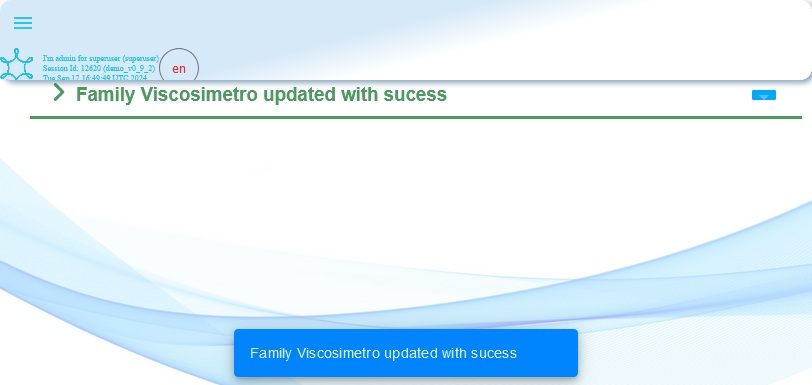 I'm admin for superuser (superuser)
Session Id: 12620 (demo_v0_9_2)
Tue Sep 17 16:49:49 UTC 2024
en
Family Viscosimetro updated with sucess
Family Viscosimetro updated with sucess